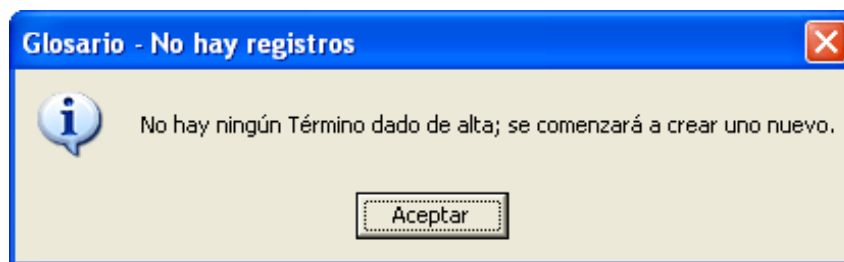 Glosario - No hay registros
No hay ningún Término dado de alta; se comenzará a crear uno nuevo.
Aceptar